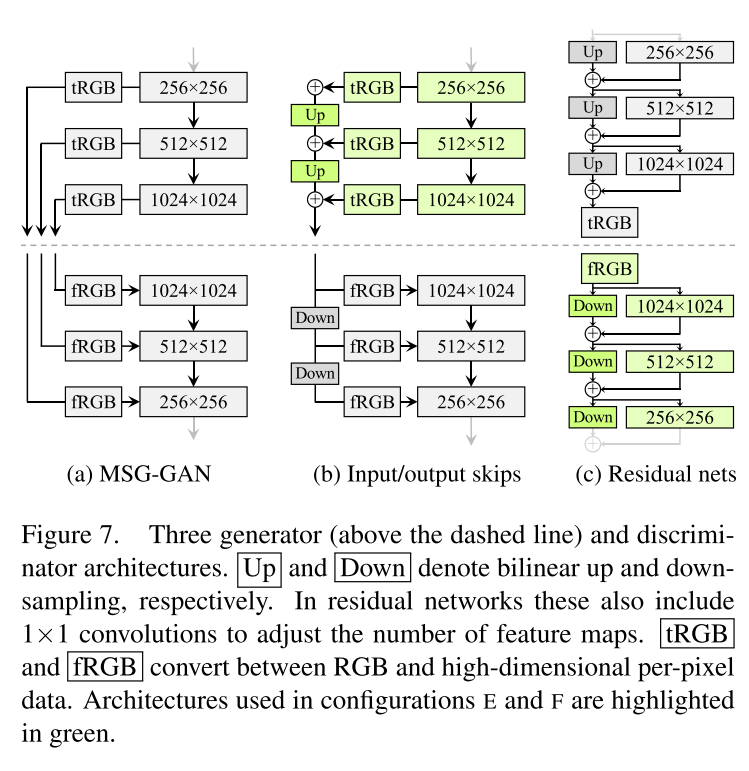 tRGB 256×256
tRGB 512×512
tRGB 1024×1024
fRGB 1024×1024
fRGB 512×512
fRGB 256×256
(a) MSG-GAN
tRGB 256×256
Up
tRGB 512×512
Up
tRGB 1024×1024
fRGB 1024×1024
Down
fRGB 512×512
Down
fRGB 256×256
(b) Input/output skips
Up 256×256
Up 512×512
Up 1024×1024
tRGB
fRGB
Down 1024×1024
Down 512×512
Down 256×256
(c) Residual nets
Figure 7. Three generator (above the dashed line) and discrimi-
nator architectures. Up and Down denote bilinear up and down-
sampling, respectively. In residual networks these also include
1×1 convolutions to adjust the number of feature maps. tRGB
and fRGB convert between RGB and high-dimensional per-pixel
data. Architectures used in configurations E and F are highlighted
in green.